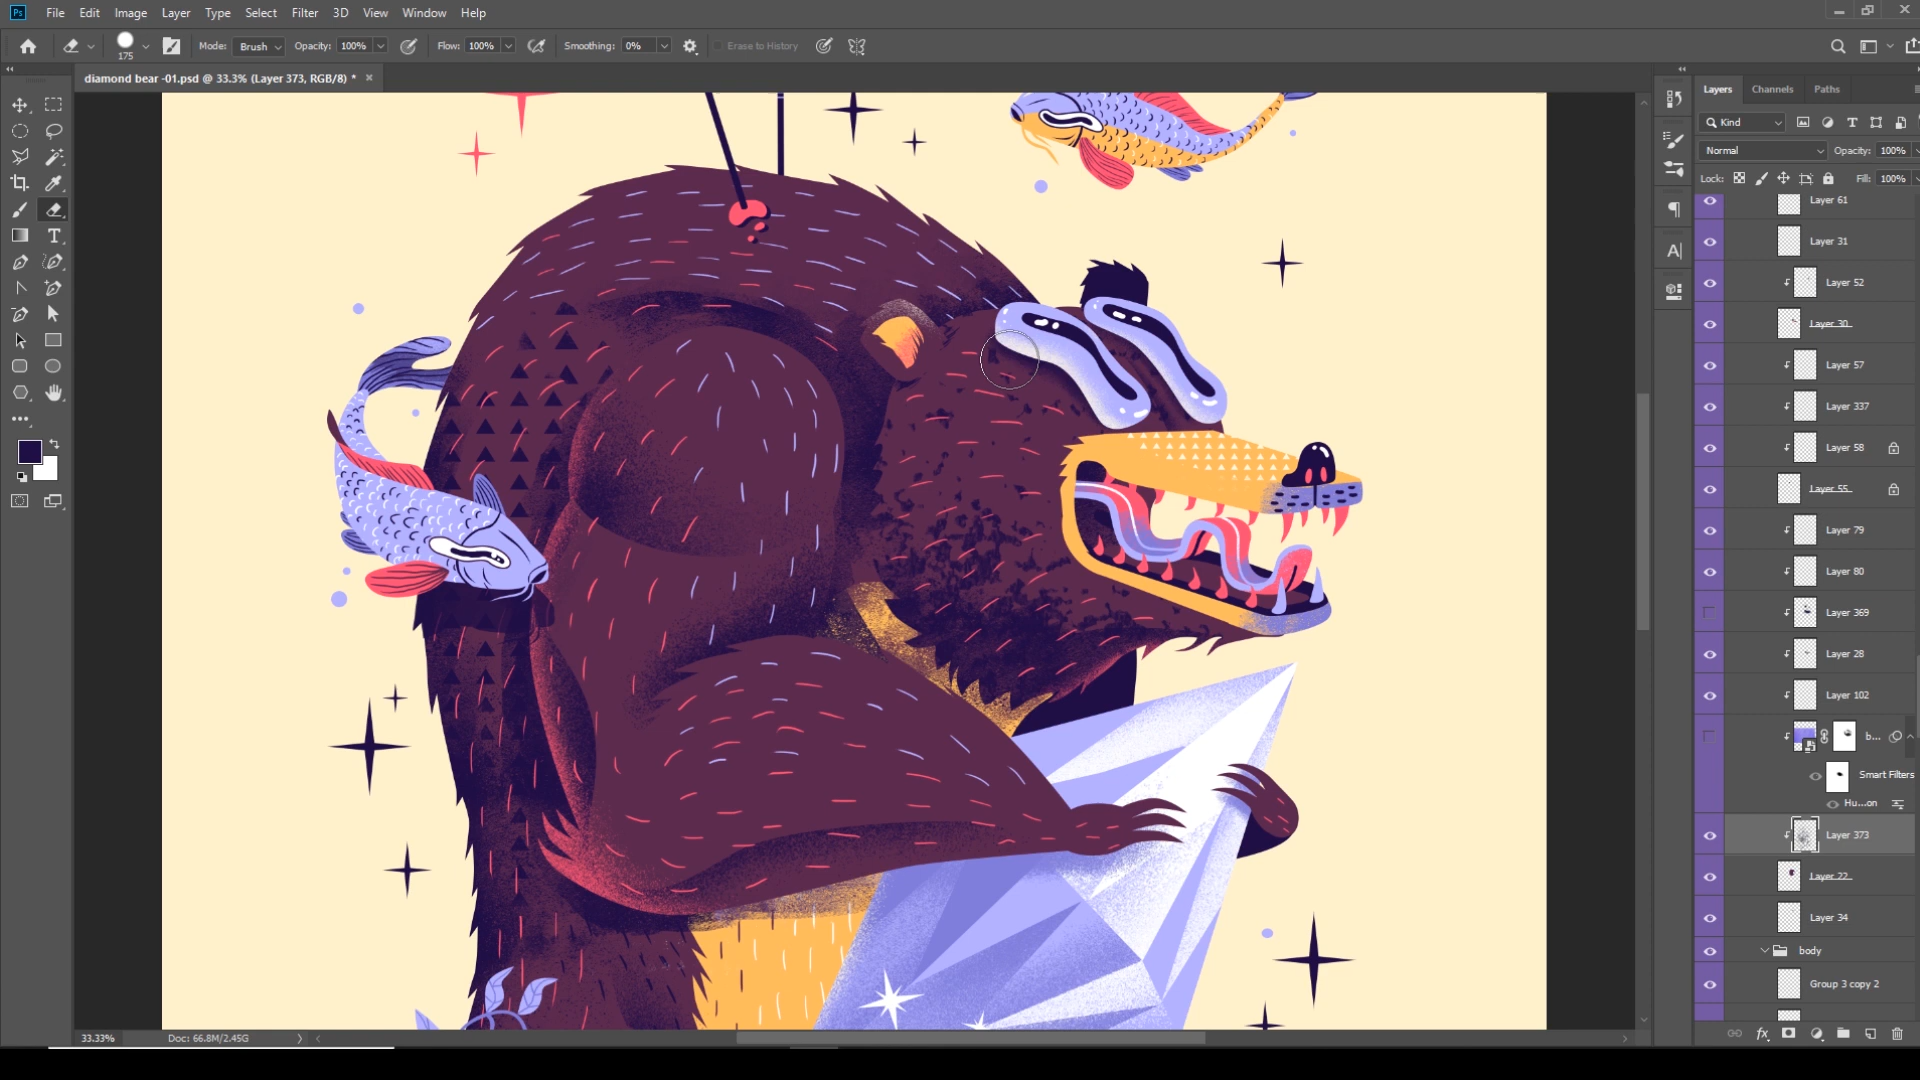 Ps File Edit Image Layer Type Select Filter 3D View Window Help
175 Mode: Brush Opacity: 100% Flow: 100% Smoothing: 0% Erase to History
diamond bear -01.psd @ 33.3% (Layer 373, RGB/8) *
Layers Channels Paths
Kind
Normal Opacity: 100%
Lock: Fill: 100%
Layer 61
Layer 31
Layer 52
Layer 30
Layer 57
Layer 337
Layer 58
Layer 55
Layer 79
Layer 80
Layer 369
Layer 28
Layer 102
b...
Smart Filters
Hu...on
Layer 373
Layer 22
Layer 34
body
Group 3 copy 2
33.33% Doc: 66.8M/2.45G